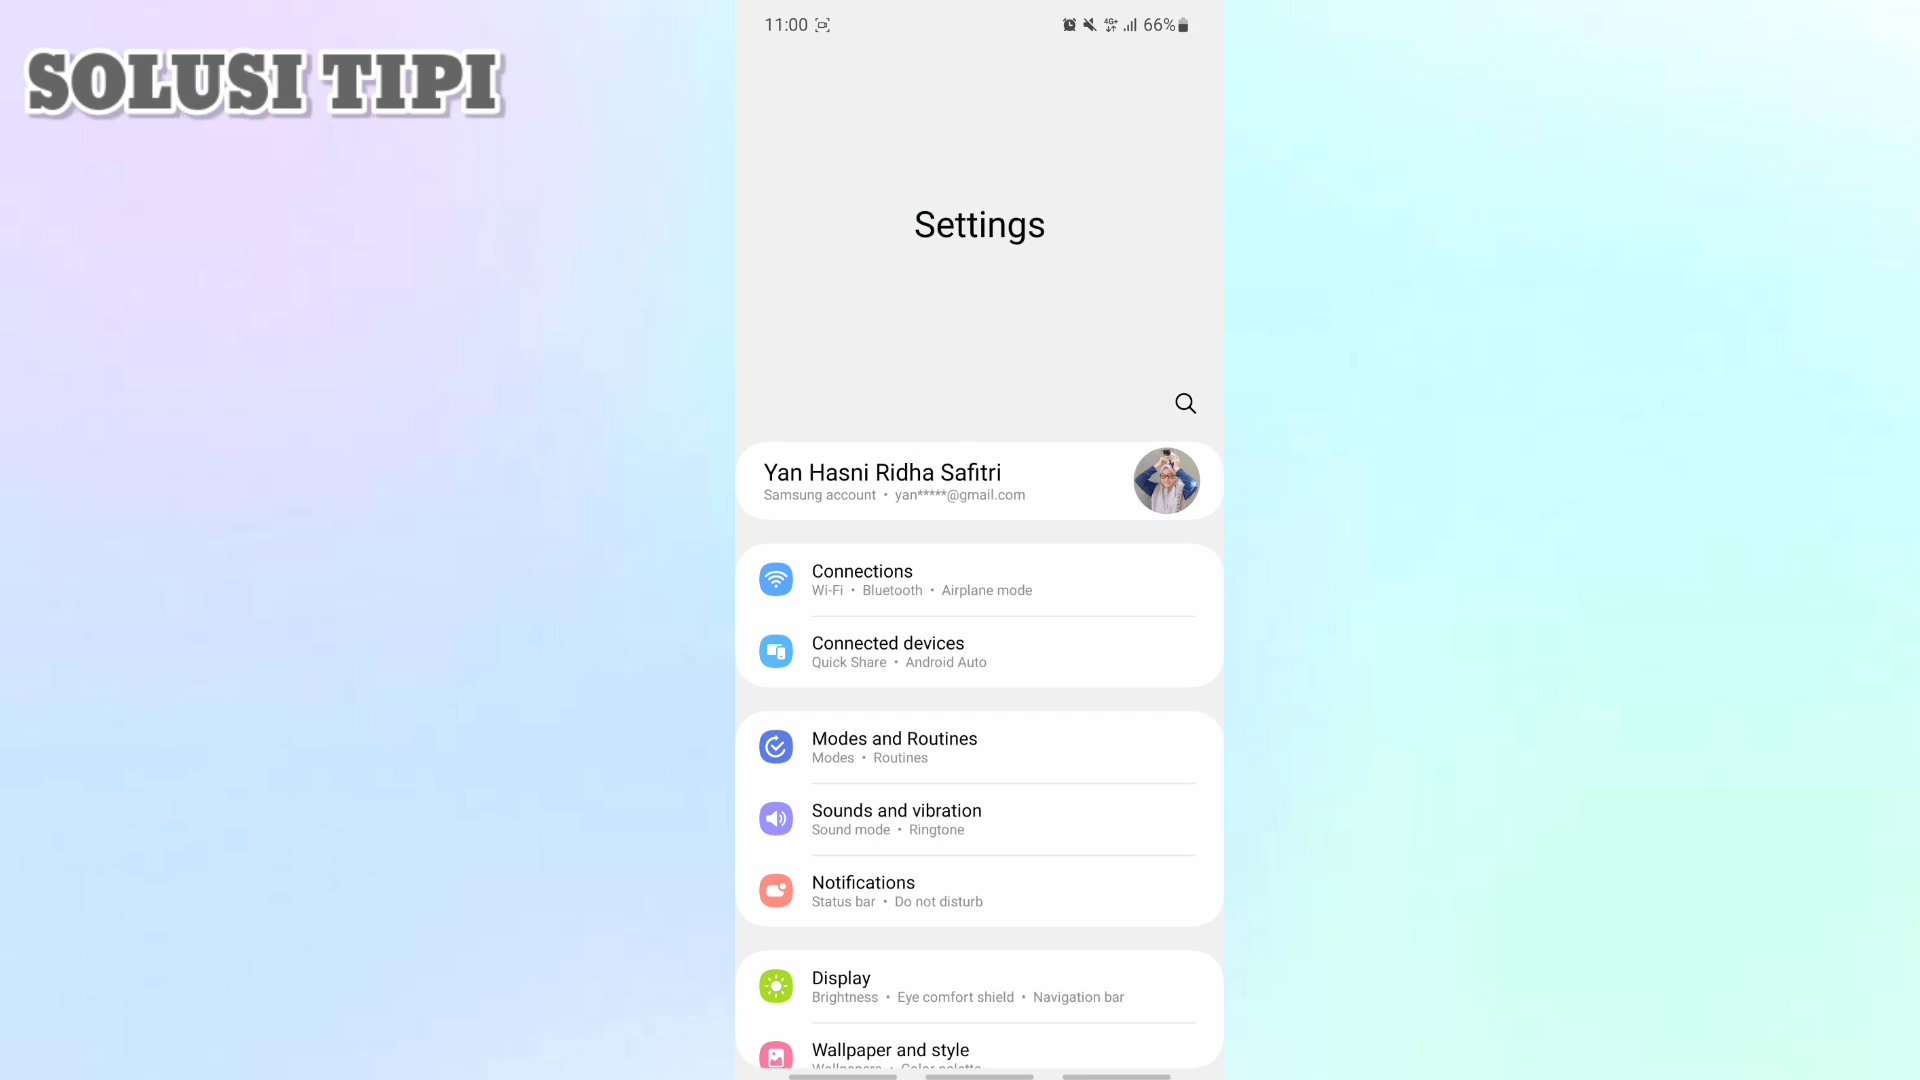 SOLUSI TIPI
11:00
4G+ 66%
Settings
Yan Hasni Ridha Safitri
Samsung account • yan*****@gmail.com
Connections
Wi-Fi • Bluetooth • Airplane mode
Connected devices
Quick Share • Android Auto
Modes and Routines
Modes • Routines
Sounds and vibration
Sound mode • Ringtone
Notifications
Status bar • Do not disturb
Display
Brightness • Eye comfort shield • Navigation bar
Wallpaper and style
Wallpapers • Color palette